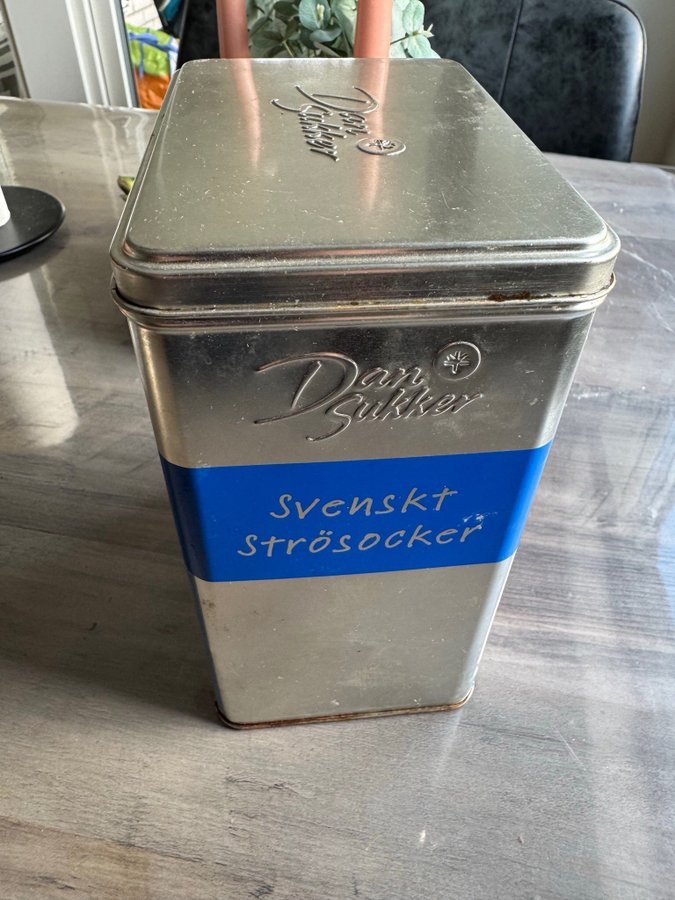 Dan
Sukker
Dan
Sukker
Svenskt
Strösocker